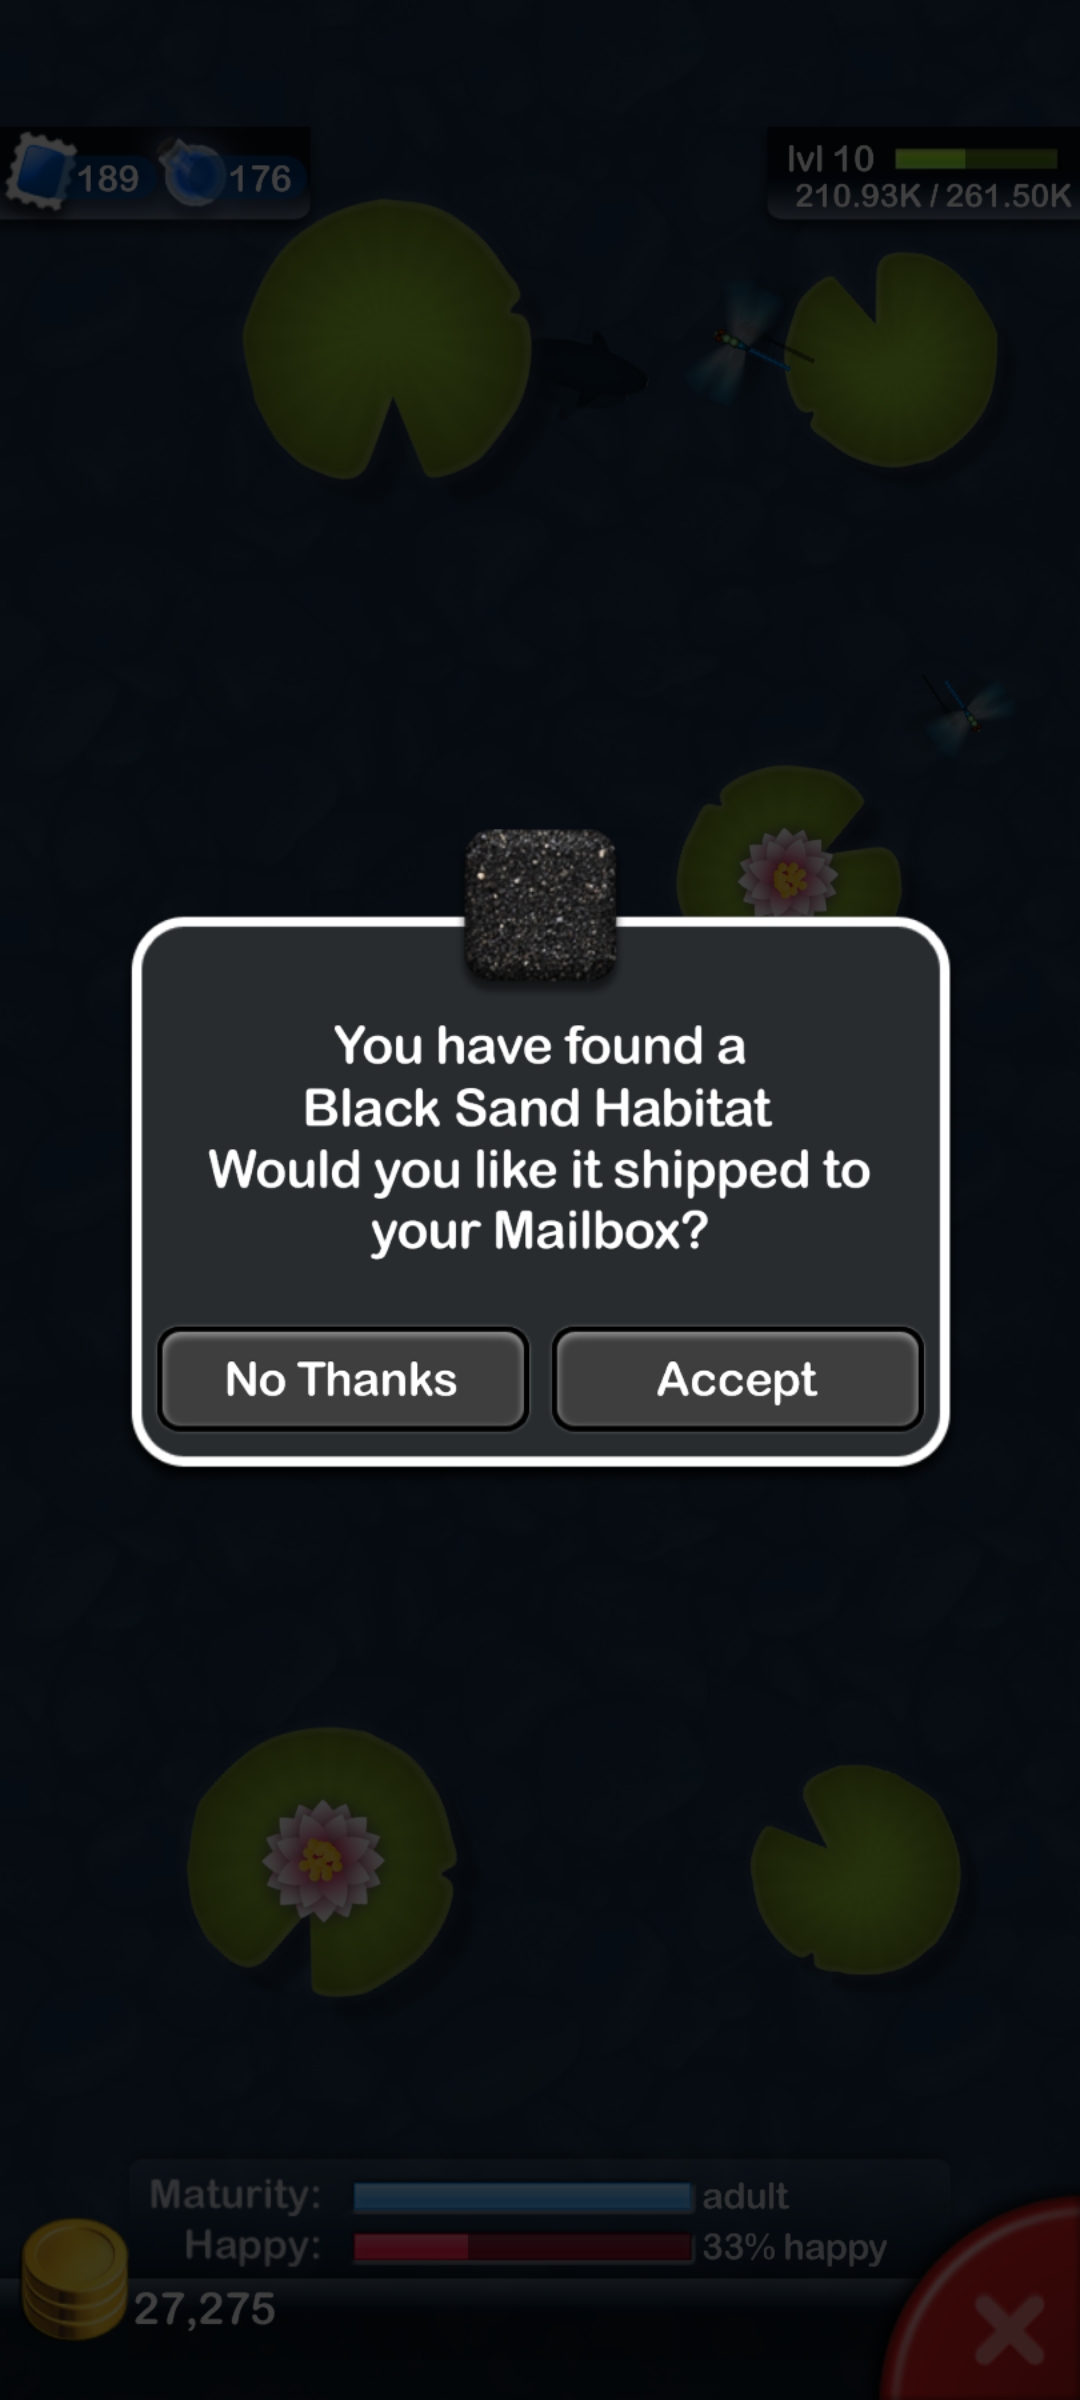 189 176
lvl 10
210.93K / 261.50K
You have found a
Black Sand Habitat
Would you like it shipped to
your Mailbox?
No Thanks Accept
Maturity: adult
Happy: 33% happy
27,275